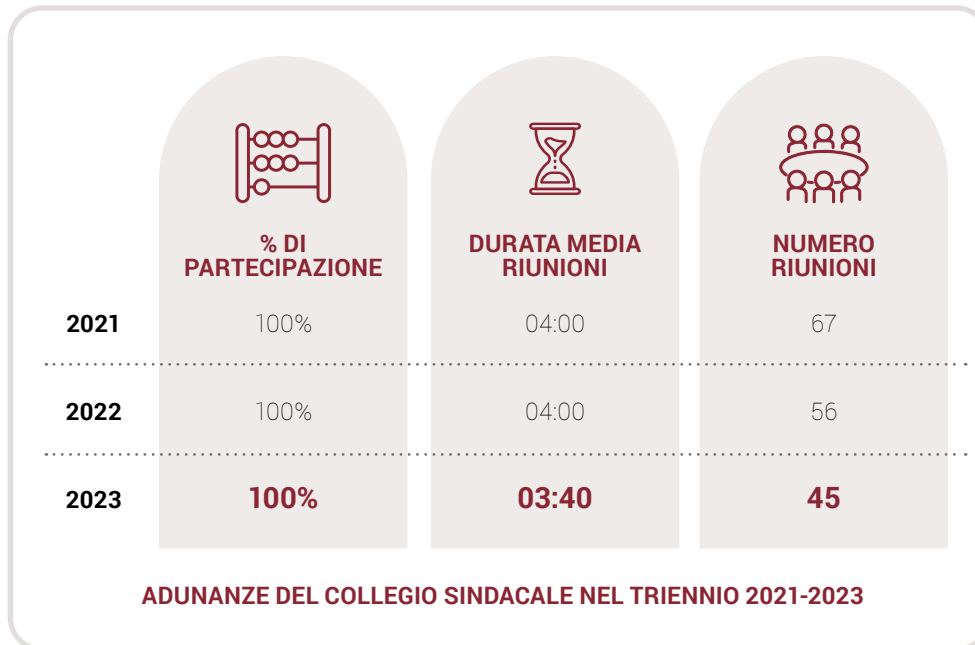 % DI
PARTECIPAZIONE
DURATA MEDIA
RIUNIONI
NUMERO
RIUNIONI
2021 100% 04:00 67
2022 100% 04:00 56
2023 100% 03:40 45
ADUNANZE DEL COLLEGIO SINDACALE NEL TRIENNIO 2021-2023